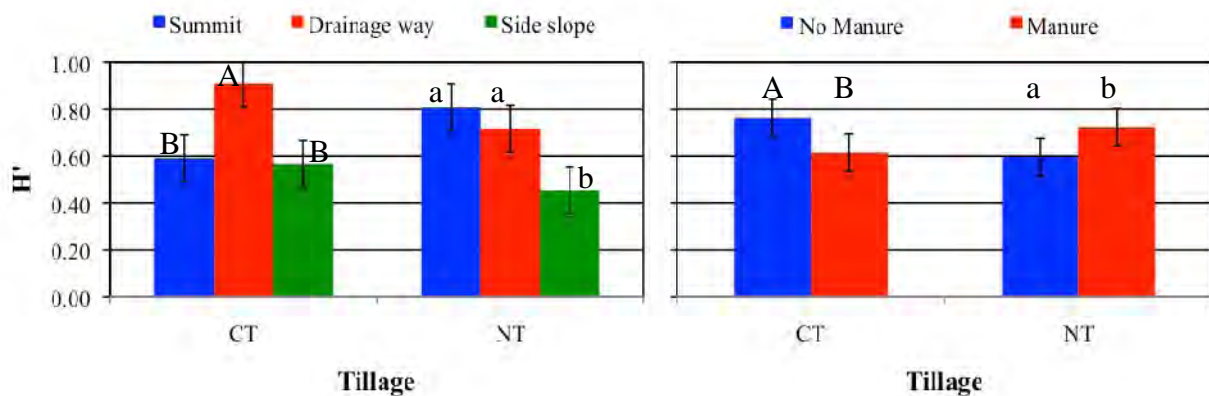 Summit Drainage way Side slope No Manure Manure
1.00
A
0.80 a a A B a b
B B
0.60
b
H'
0.40
0.20
0.00
CT NT CT NT
Tillage Tillage